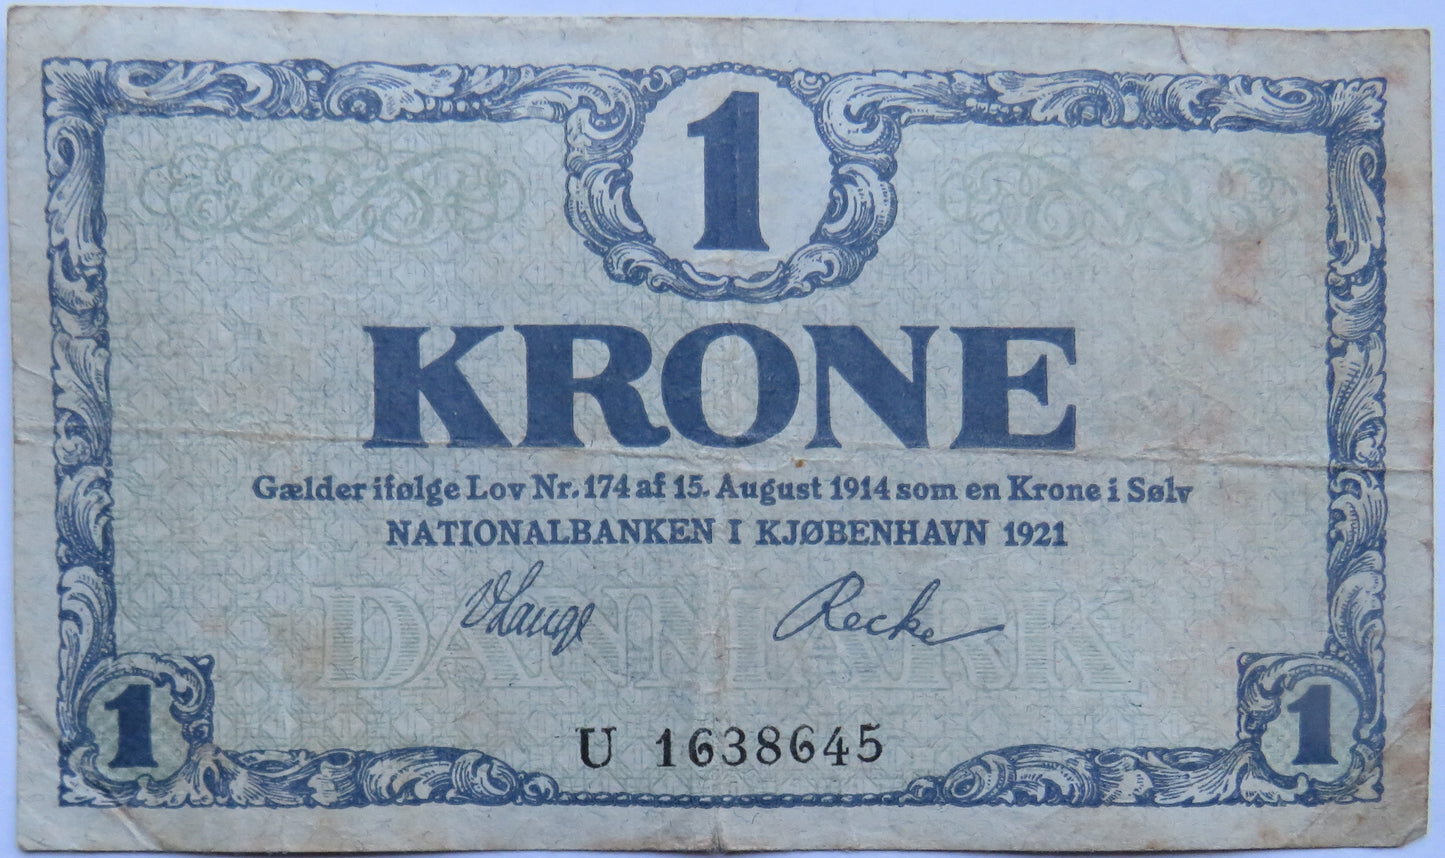 1
KRONE
Gælder ifølge Lov Nr. 174 af 15. August 1914 som en Krone i Sølv
NATIONALBANKEN I KJØBENHAVN 1921
DANMARK
VLange Recke
U 1638645
1 1